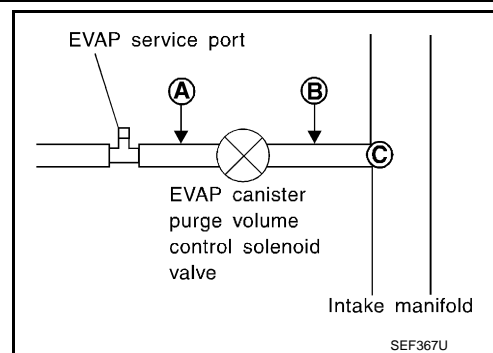 EVAP service port
A
B
C
EVAP canister
purge volume
control solenoid
valve
Intake manifold
SEF367U